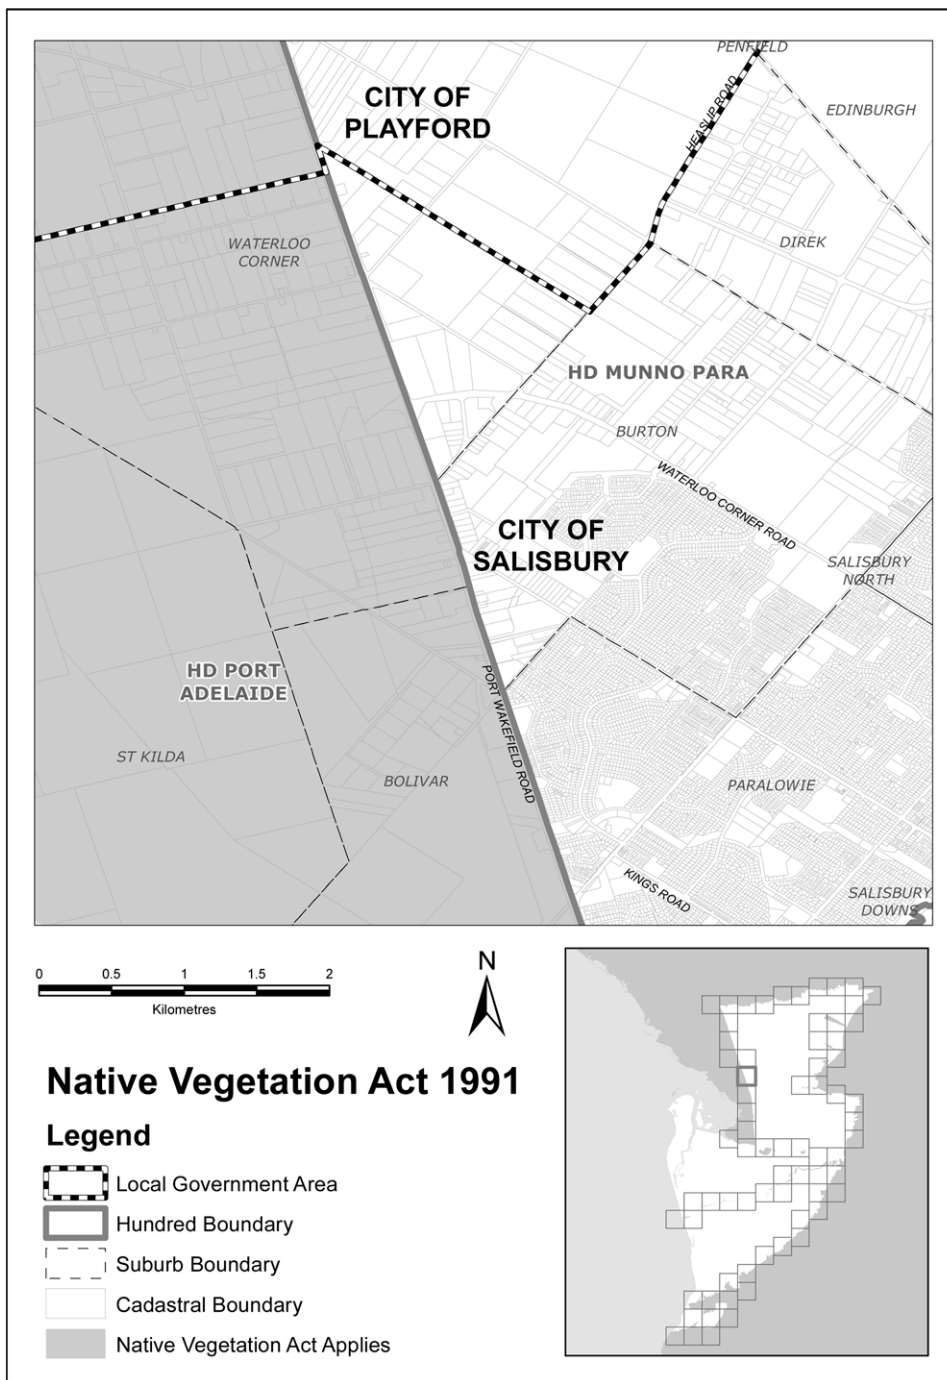 PENFIELD
CITY OF
PLAYFORD
HEASLIP ROAD
EDINBURGH
WATERLOO
CORNER
DIREK
HD MUNNO PARA
BURTON
WATERLOO CORNER ROAD
CITY OF
SALISBURY
SALISBURY
NORTH
HD PORT
ADELAIDE
PORT WAKEFIELD ROAD
ST KILDA
BOLIVAR
PARALOWIE
KINGS ROAD
SALISBURY
DOWNS
0 0.5 1 1.5 2
Kilometres
N
Native Vegetation Act 1991
Legend
Local Government Area
Hundred Boundary
Suburb Boundary
Cadastral Boundary
Native Vegetation Act Applies